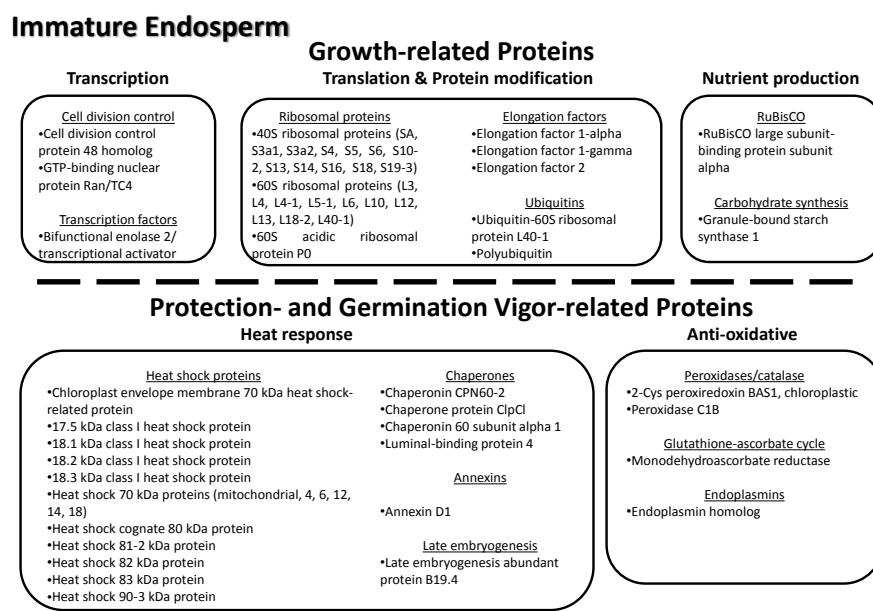 Immature Endosperm
Growth-related Proteins
Transcription
Translation & Protein modification
Nutrient production
Cell division control
•Cell division control
protein 48 homolog
•GTP-binding nuclear
protein Ran/TC4
Transcription factors
•Bifunctional enolase 2/
transcriptional activator
Ribosomal proteins
•40S ribosomal proteins (SA,
S3a1, S3a2, S4, S5, S6, S10-
2, S13, S14, S16, S18, S19-3)
•60S ribosomal proteins (L3,
L4, L4-1, L5-1, L6, L10, L12,
L13, L18-2, L40-1)
•60S acidic ribosomal
protein P0
Elongation factors
•Elongation factor 1-alpha
•Elongation factor 1-gamma
•Elongation factor 2
Ubiquitins
•Ubiquitin-60S ribosomal
protein L40-1
•Polyubiquitin
RuBisCO
•RuBisCO large subunit-
binding protein subunit
alpha
Carbohydrate synthesis
•Granule-bound starch
synthase 1
Protection- and Germination Vigor-related Proteins
Heat response
Anti-oxidative
Heat shock proteins
•Chloroplast envelope membrane 70 kDa heat shock-
related protein
•17.5 kDa class I heat shock protein
•18.1 kDa class I heat shock protein
•18.2 kDa class I heat shock protein
•18.3 kDa class I heat shock protein
•Heat shock 70 kDa proteins (mitochondrial, 4, 6, 12,
14, 18)
•Heat shock cognate 80 kDa protein
•Heat shock 81-2 kDa protein
•Heat shock 82 kDa protein
•Heat shock 83 kDa protein
•Heat shock 90-3 kDa protein
Chaperones
•Chaperonin CPN60-2
•Chaperone protein ClpCl
•Chaperonin 60 subunit alpha 1
•Luminal-binding protein 4
Annexins
•Annexin D1
Late embryogenesis
•Late embryogenesis abundant
protein B19.4
Peroxidases/catalase
•2-Cys peroxiredoxin BAS1, chloroplastic
•Peroxidase C1B
Glutathione-ascorbate cycle
•Monodehydroascorbate reductase
Endoplasmins
•Endoplasmin homolog